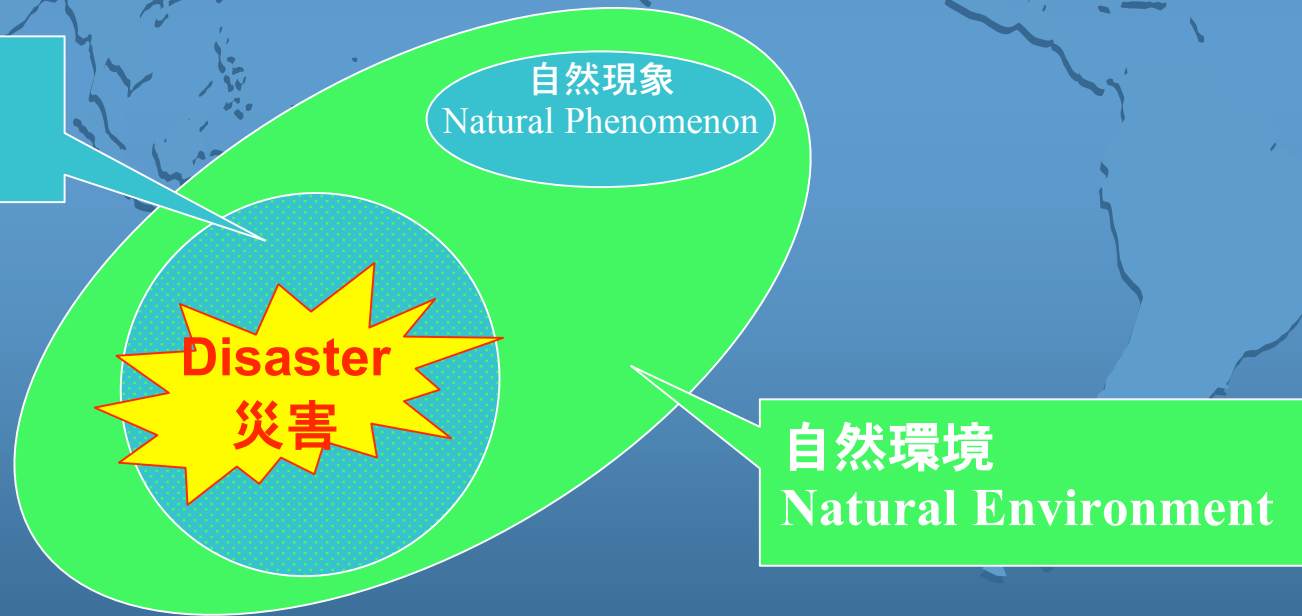 自然現象
Natural Phenomenon
Disaster
災害
自然環境
Natural Environment